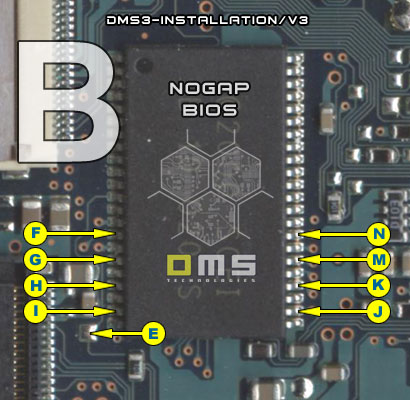 DMS3-INSTALLATION/V3
B
NOGAP
BIOS
F
N
G
M
DMS
TECHNOLOGIES
H
K
I
J
E